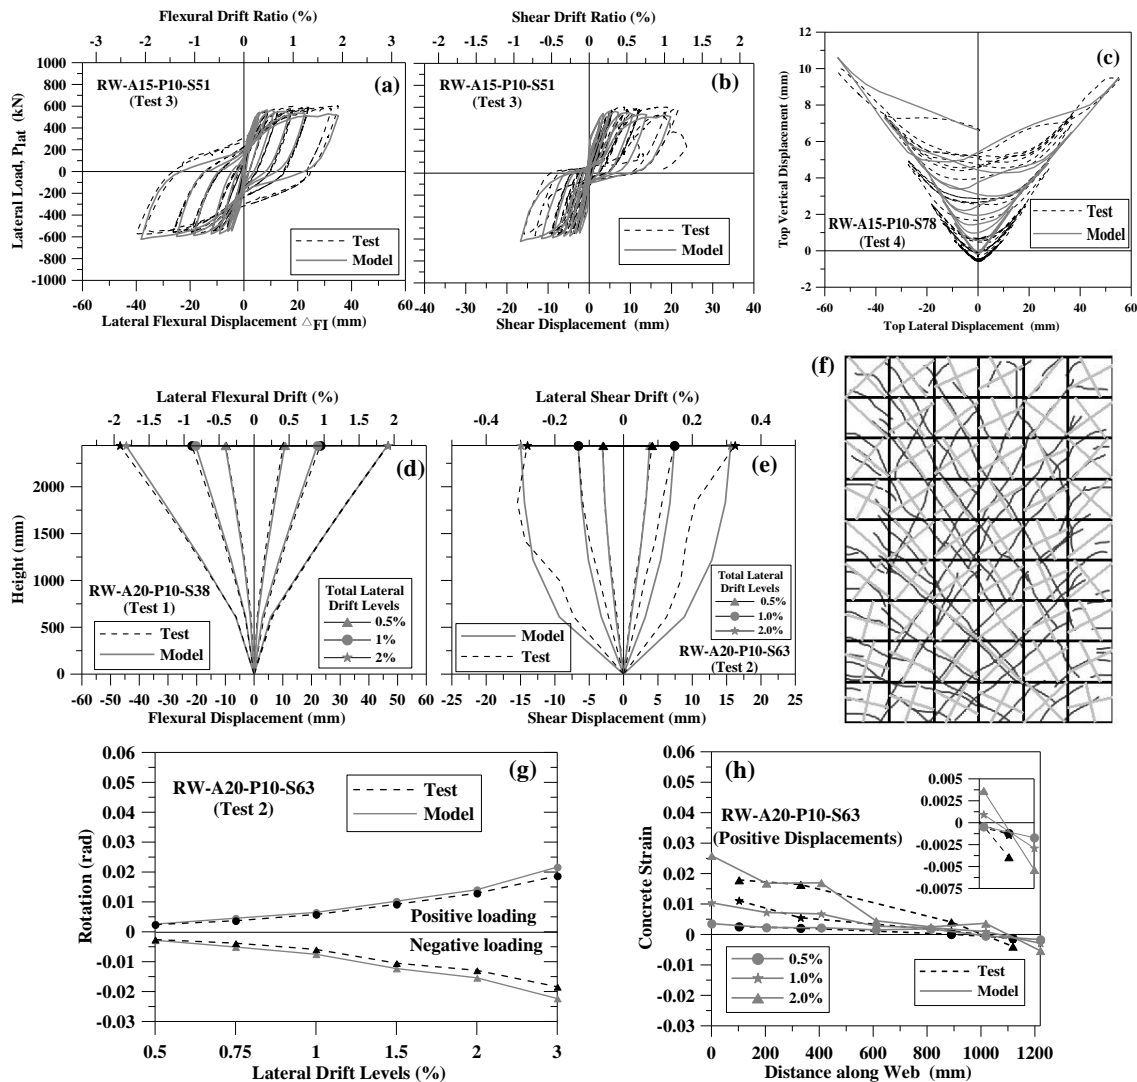 Flexural Drift Ratio (%)
-3 -2 -1 0 1 2 3
1000
800
600
400
200
0
-200
-400
-600
-800
-1000
Lateral Load, Plat (kN)
RW-A15-P10-S51
(Test 3)
(a)
Test
Model
-60 -40 -20 0 20 40 60
Lateral Flexural Displacement △FI (mm)
Shear Drift Ratio (%)
-2 -1.5 -1 -0.5 0 0.5 1 1.5 2
RW-A15-P10-S51
(Test 3)
(b)
Test
Model
-40 -30 -20 -10 0 10 20 30 40
Shear Displacement (mm)
12
10
8
6
4
2
0
-2
Top Vertical Displacement (mm)
(c)
RW-A15-P10-S78
(Test 4)
Test
Model
-60 -40 -20 0 20 40 60
Top Lateral Displacement (mm)
Lateral Flexural Drift (%)
-2 -1.5 -1 -0.5 0 0.5 1 1.5 2
2000
1500
1000
500
0
Height (mm)
(d)
RW-A20-P10-S38
(Test 1)
Test
Model
Total Lateral
Drift Levels
0.5%
1%
2%
-60 -50 -40 -30 -20 -10 0 10 20 30 40 50 60
Flexural Displacement (mm)
Lateral Shear Drift (%)
-0.4 -0.2 0 0.2 0.4
(e)
Total Lateral
Drift Levels
0.5%
1.0%
2.0%
Model
Test
RW-A20-P10-S63
(Test 2)
-25 -20 -15 -10 -5 0 5 10 15 20 25
Shear Displacement (mm)
(f)
0.06
0.05
0.04
0.03
0.02
0.01
0
-0.01
-0.02
-0.03
Rotation (rad)
RW-A20-P10-S63
(Test 2)
(g)
Test
Model
Positive loading
Negative loading
0.5 0.75 1 1.5 2 3
Lateral Drift Levels (%)
0.06
0.05
0.04
0.03
0.02
0.01
0
-0.01
-0.02
-0.03
Concrete Strain
(h)
RW-A20-P10-S63
(Positive Displacements)
0.005
0.0025
0
-0.0025
-0.005
-0.0075
0.5%
1.0%
2.0%
Test
Model
0 200 400 600 800 1000 1200
Distance along Web (mm)